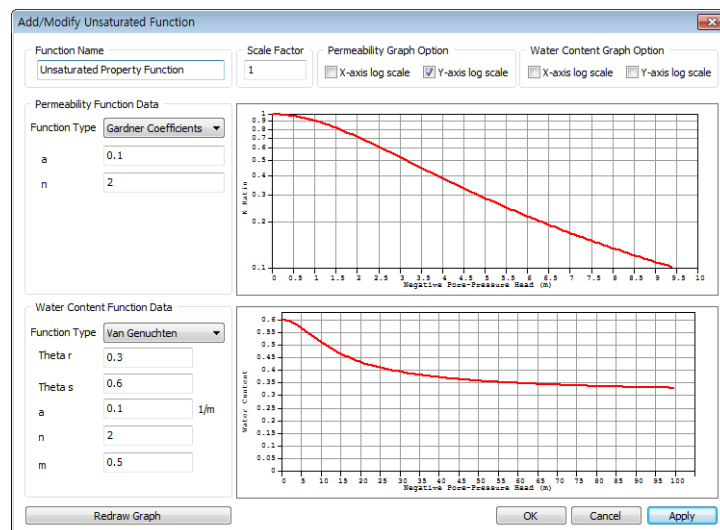 Add/Modify Unsaturated Function
Function Name
Unsaturated Property Function
Scale Factor
1
Permeability Graph Option
X-axis log scale
Y-axis log scale
Water Content Graph Option
X-axis log scale
Y-axis log scale
Permeability Function Data
Function Type
Gardner Coefficients
a
0.1
n
2
1
0.9
0.8
0.7
0.6
0.5
0.4
0.3
0.2
0.1
K Ratio
0 0.5 1 1.5 2 2.5 3 3.5 4 4.5 5 5.5 6 6.5 7 7.5 8 8.5 9 9.5 10
Negative Pore-Pressure Head (m)
Water Content Function Data
Function Type
Van Genuchten
Theta r
0.3
Theta s
0.6
a
0.1
1/m
n
2
m
0.5
0.6
0.55
0.5
0.45
0.4
0.35
0.3
0.25
0.2
0.15
0.1
0.05
0
Water Content
0 5 10 15 20 25 30 35 40 45 50 55 60 65 70 75 80 85 90 95 100
Negative Pore-Pressure Head (m)
Redraw Graph
OK
Cancel
Apply